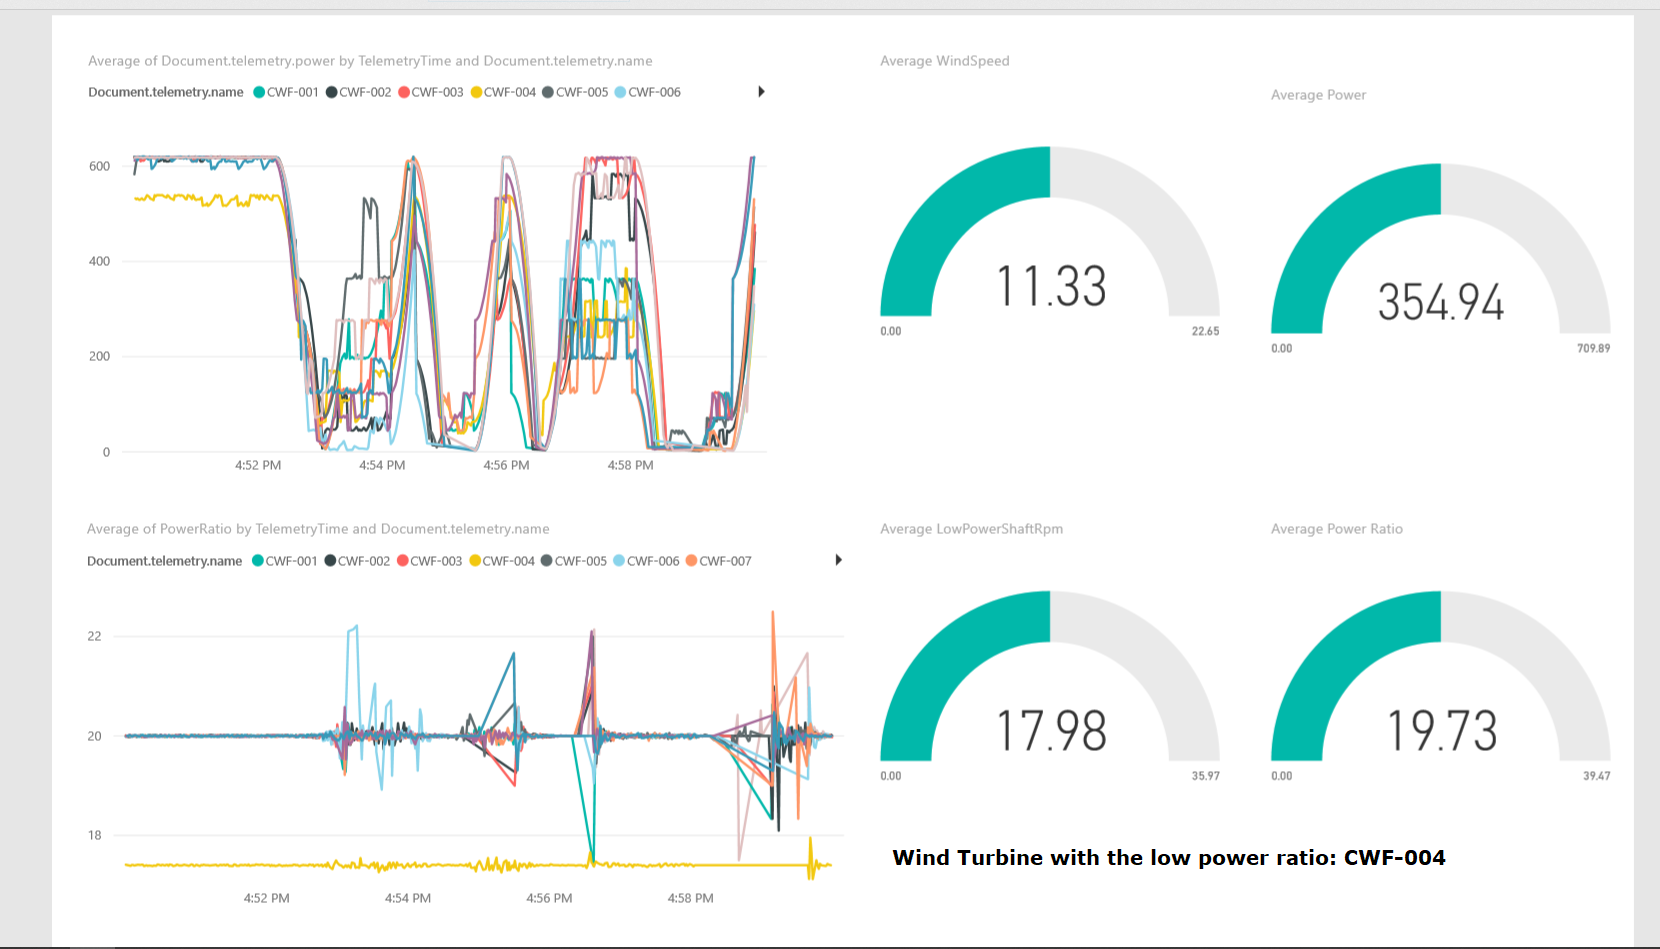 Average of Document.telemetry.power by TelemetryTime and Document.telemetry.name
Document.telemetry.name CWF-001 CWF-002 CWF-003 CWF-004 CWF-005 CWF-006
600
400
200
0
4:52 PM 4:54 PM 4:56 PM 4:58 PM
Average WindSpeed
11.33
0.00 22.65
Average Power
354.94
0.00 709.89
Average of PowerRatio by TelemetryTime and Document.telemetry.name
Document.telemetry.name CWF-001 CWF-002 CWF-003 CWF-004 CWF-005 CWF-006 CWF-007
22
20
18
4:52 PM 4:54 PM 4:56 PM 4:58 PM
Average LowPowerShaftRpm
17.98
0.00 35.97
Average Power Ratio
19.73
0.00 39.47
Wind Turbine with the low power ratio: CWF-004